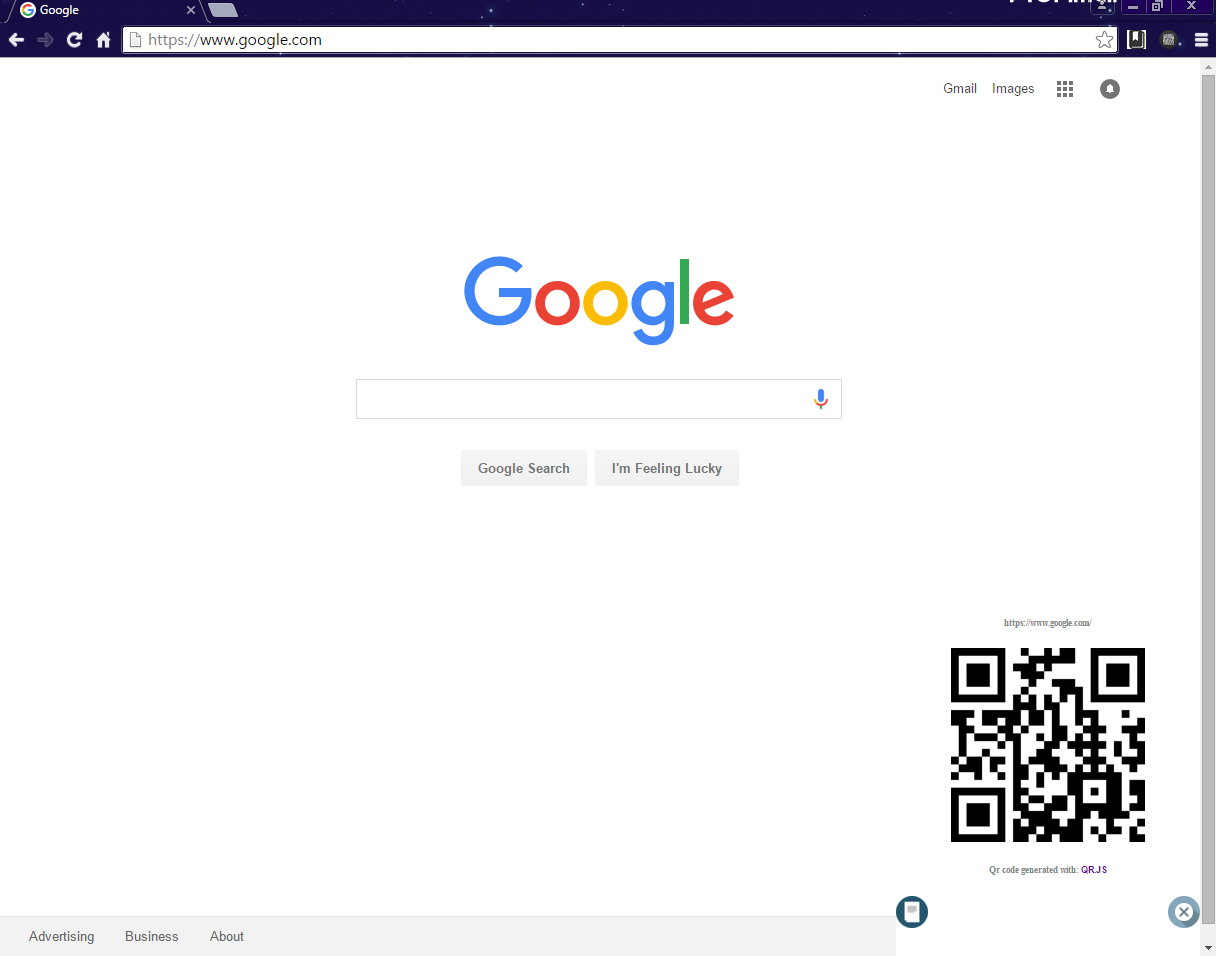 Google
https://www.google.com
Gmail Images
Google
Google Search I'm Feeling Lucky
https://www.google.com/
Qr code generated with: QR.JS
Advertising Business About